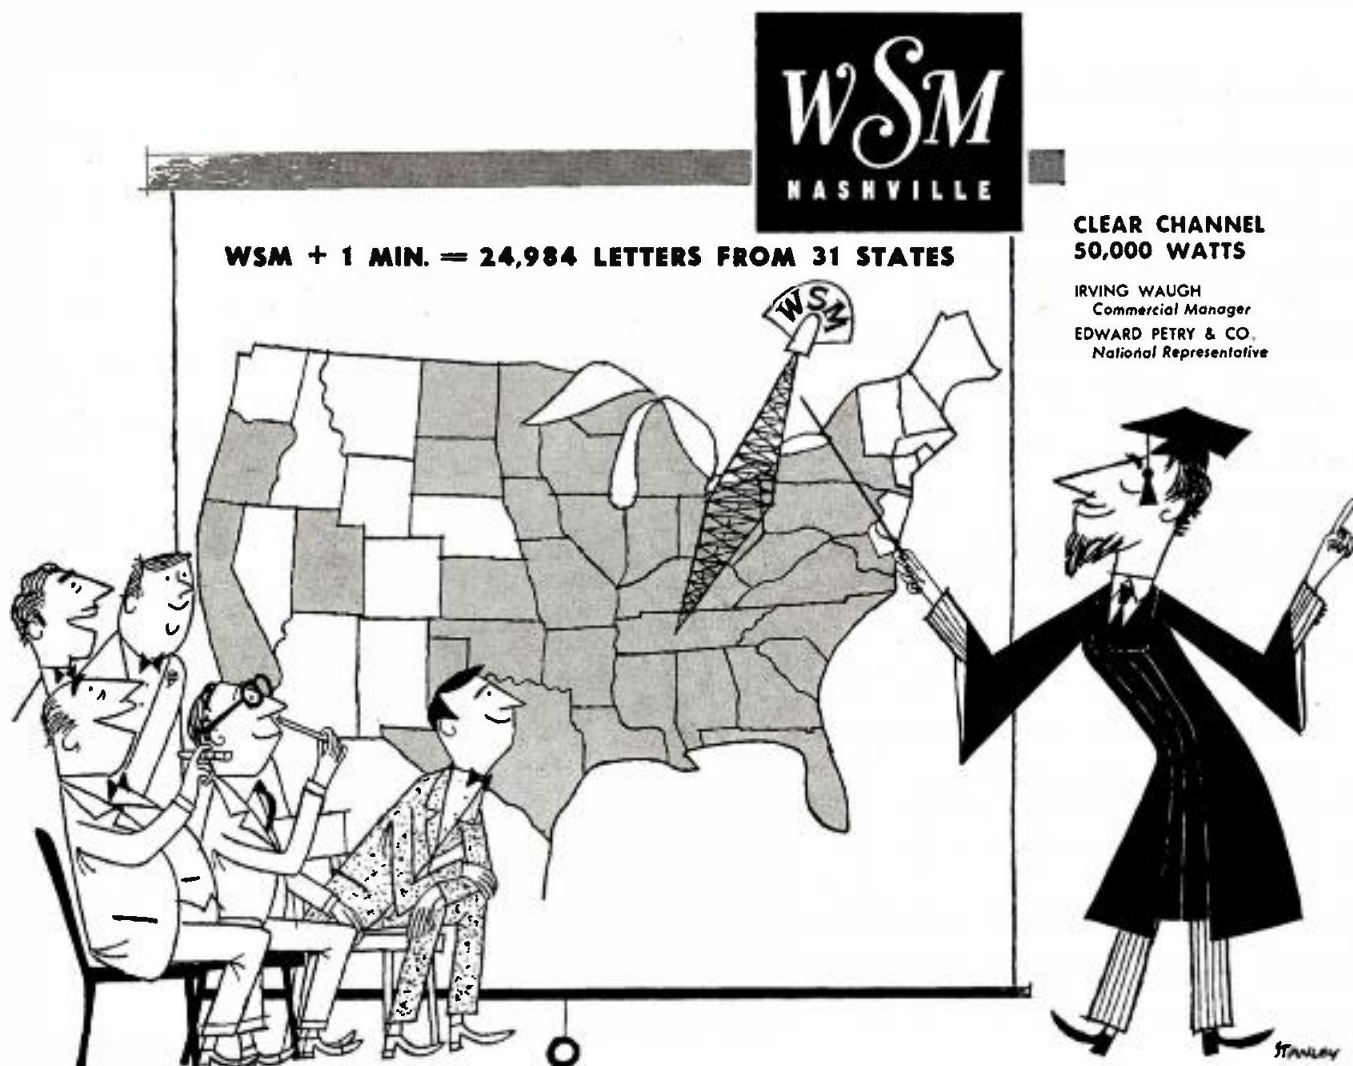 WSM
NASHVILLE
WSM + 1 MIN. = 24,984 LETTERS FROM 31 STATES
CLEAR CHANNEL
50,000 WATTS
IRVING WAUGH
Commercial Manager
EDWARD PETRY & CO.
National Representative
WSM
STANLEY